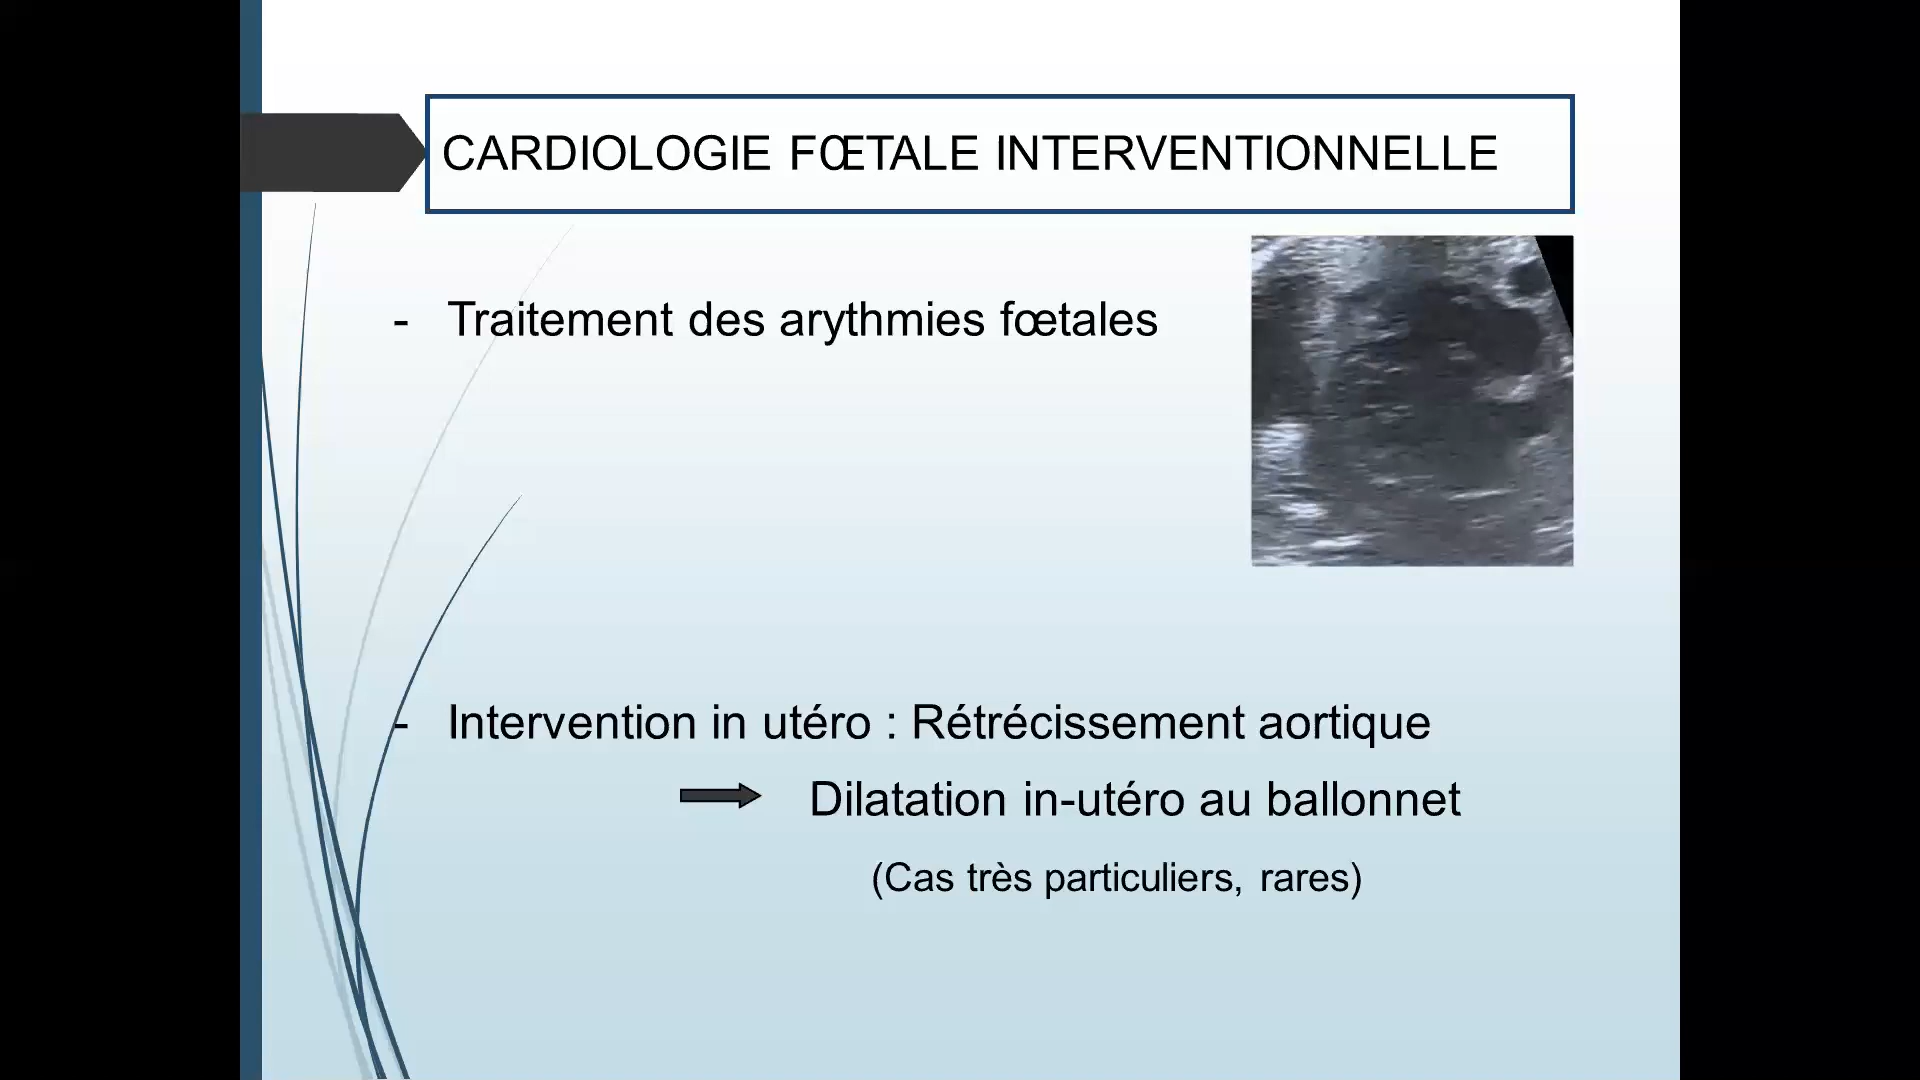 CARDIOLOGIE FŒTALE INTERVENTIONNELLE
- Traitement des arythmies fœtales
- Intervention in utéro : Rétrécissement aortique
Dilatation in-utéro au ballonnet
(Cas très particuliers, rares)